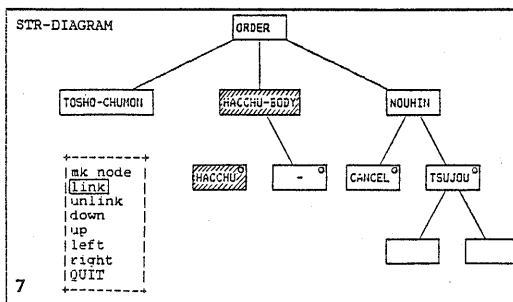 STR-DIAGRAM
ORDER
TOSHO-CHUMON
HACCHU-BODY
NOUHIN
HACCHU
-
CANCEL
TSUJOU
mk node
link
unlink
down
up
left
right
QUIT
7